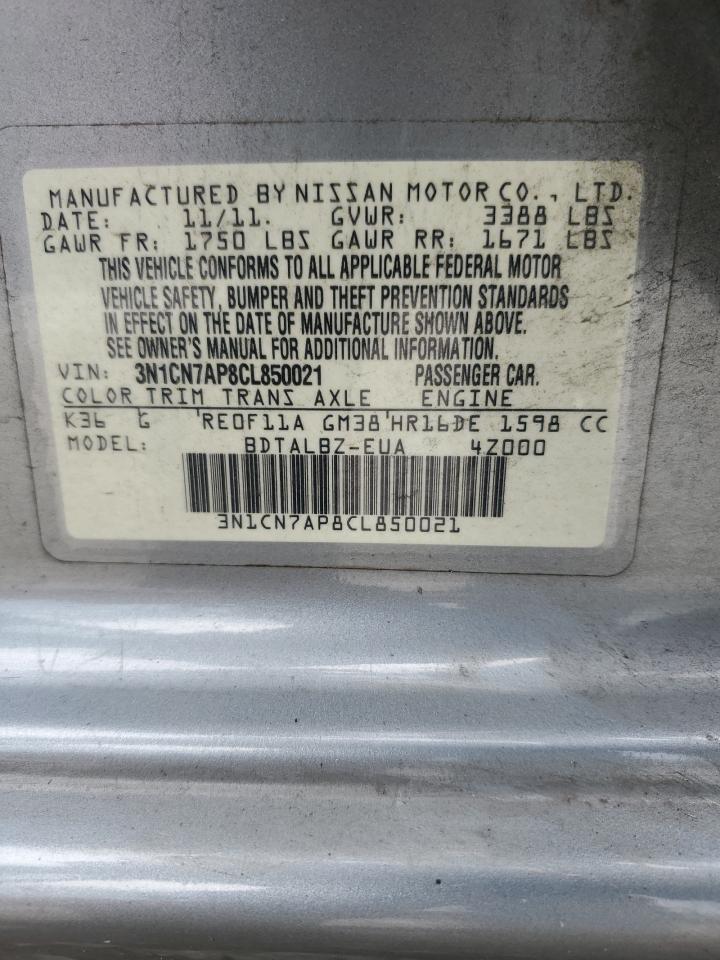 MANUFACTURED BY NISSAN MOTOR CO., LTD.
DATE: 11/11. GVWR: 3388 LBS
GAWR FR: 1750 LBS GAWR RR: 1671 LBS
THIS VEHICLE CONFORMS TO ALL APPLICABLE FEDERAL MOTOR
VEHICLE SAFETY, BUMPER AND THEFT PREVENTION STANDARDS
IN EFFECT ON THE DATE OF MANUFACTURE SHOWN ABOVE.
SEE OWNER'S MANUAL FOR ADDITIONAL INFORMATION.
VIN: 3N1CN7AP8CL850021 PASSENGER CAR.
COLOR TRIM TRANS AXLE ENGINE
K36 G RE0F11A GM38 HR16DE 1598 CC
MODEL: BDTALBZ-EUA 4Z000
3N1CN7AP8CL850021